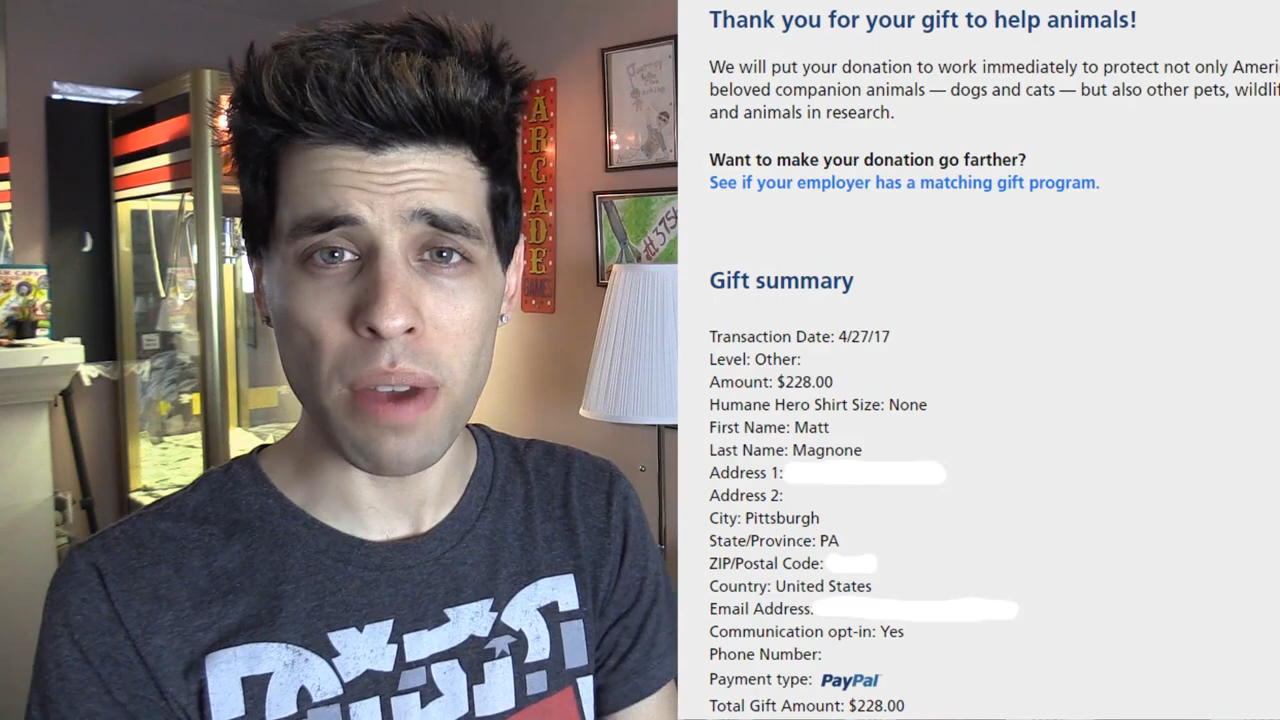 ARCADE
GAMES
Thank you for your gift to help animals!
We will put your donation to work immediately to protect not only Ameri
beloved companion animals — dogs and cats — but also other pets, wildlif
and animals in research.
Want to make your donation go farther?
See if your employer has a matching gift program.
Gift summary
Transaction Date: 4/27/17
Level: Other:
Amount: $228.00
Humane Hero Shirt Size: None
First Name: Matt
Last Name: Magnone
Address 1:
Address 2:
City: Pittsburgh
State/Province: PA
ZIP/Postal Code:
Country: United States
Email Address.
Communication opt-in: Yes
Phone Number:
Payment type: PayPal
Total Gift Amount: $228.00